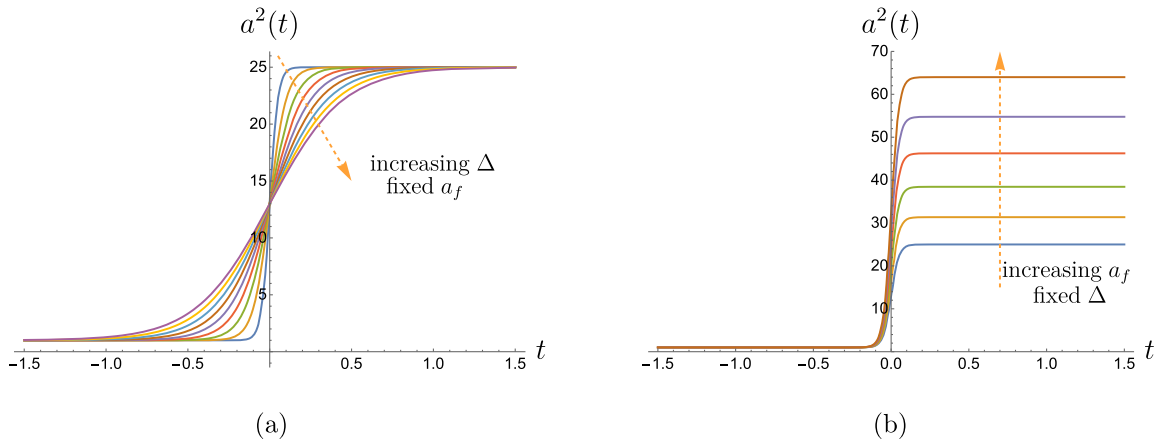 a²(t)
25
20
15
10
5
−1.5 −1.0 −0.5 0.5 1.0 1.5 t
increasing Δ
fixed a_f
(a)
a²(t)
70
60
50
40
30
20
10
−1.5 −1.0 −0.5 0.0 0.5 1.0 1.5 t
increasing a_f
fixed Δ
(b)